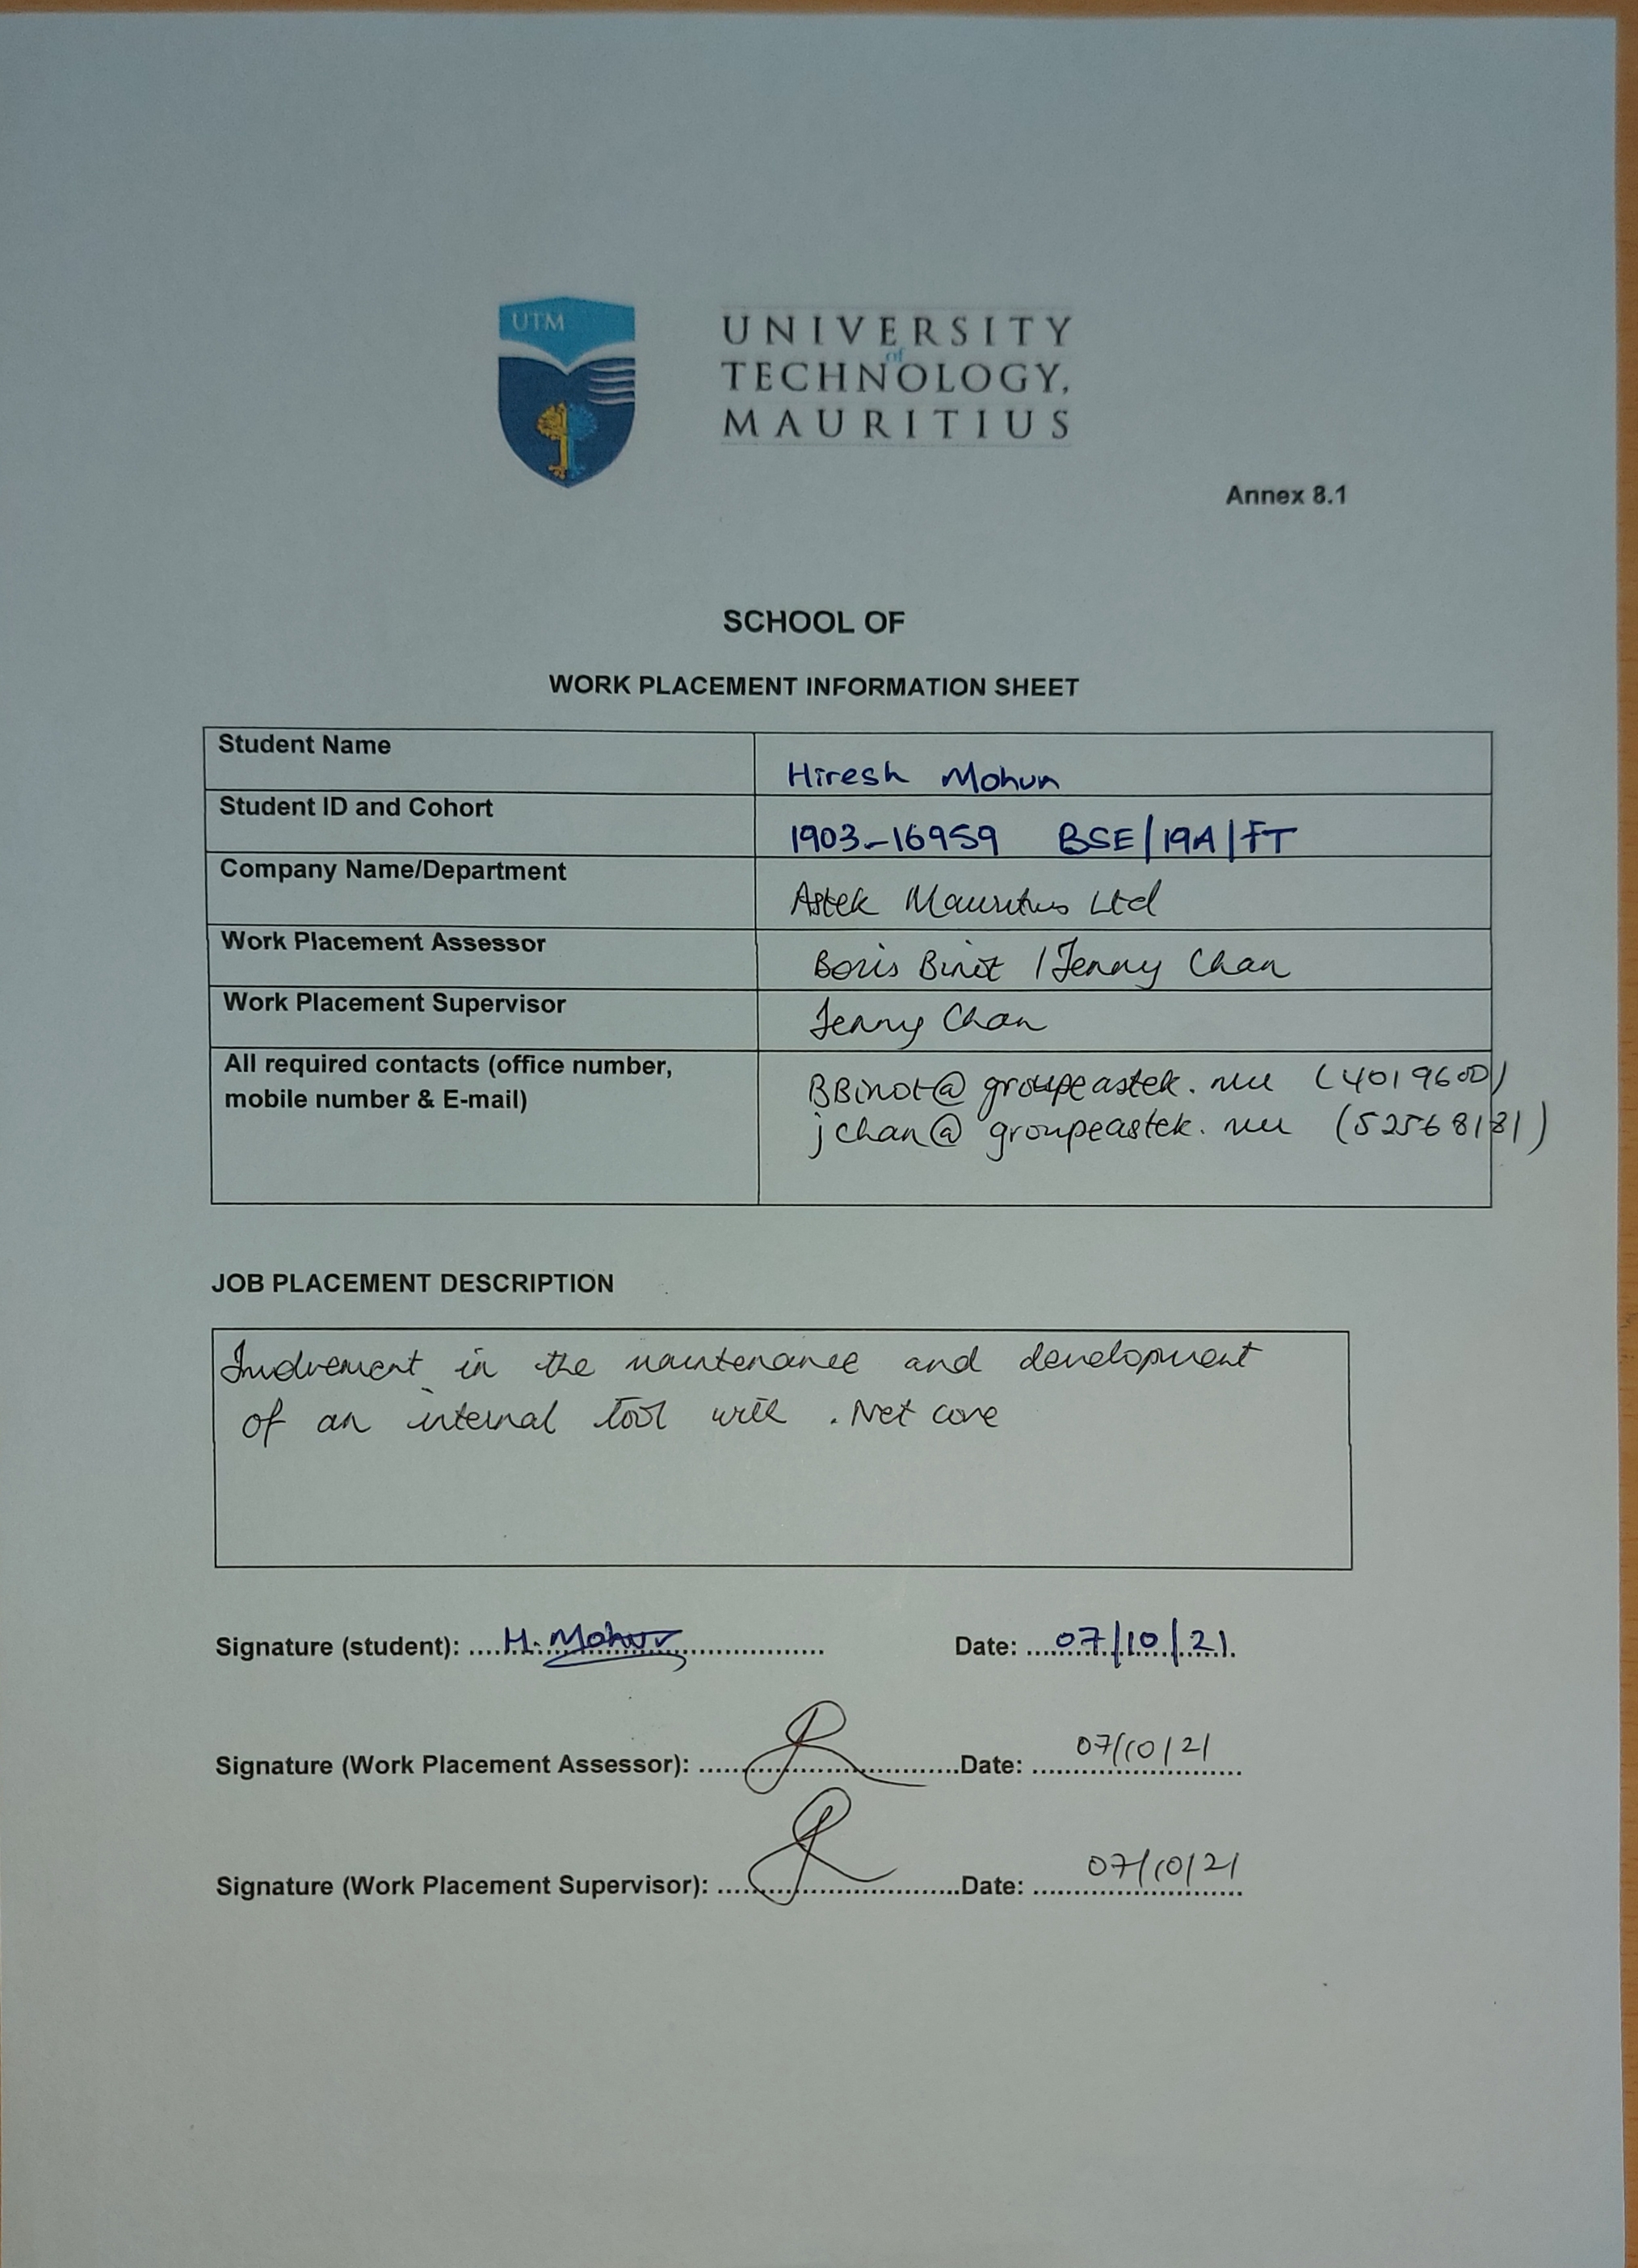 UTM
UNIVERSITY
of
TECHNOLOGY,
MAURITIUS
Annex 8.1
SCHOOL OF
WORK PLACEMENT INFORMATION SHEET
Student Name Hiresh Mohun
Student ID and Cohort 1903-16959 BSE/19A/FT
Company Name/Department Astek Mauritius Ltd
Work Placement Assessor Boris Binot / Jenny Chan
Work Placement Supervisor Jenny Chan
All required contacts (office number, BBinot@groupeastek.mu (4019600)
mobile number & E-mail) jchan@groupeastek.mu (52568181)
JOB PLACEMENT DESCRIPTION
Involvement in the maintenance and development
of an internal tool with .Net core
Signature (student): H. Mohun Date: 07/10/21
Signature (Work Placement Assessor): Date: 07/10/21
Signature (Work Placement Supervisor): Date: 07/10/21